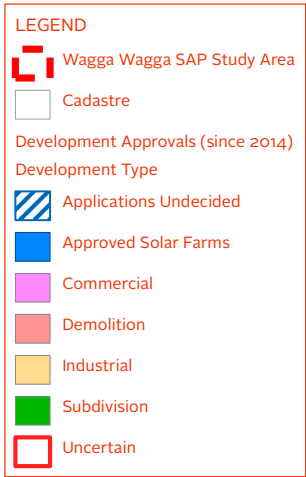 LEGEND
Wagga Wagga SAP Study Area
Cadastre
Development Approvals (since 2014)
Development Type
Applications Undecided
Approved Solar Farms
Commercial
Demolition
Industrial
Subdivision
Uncertain